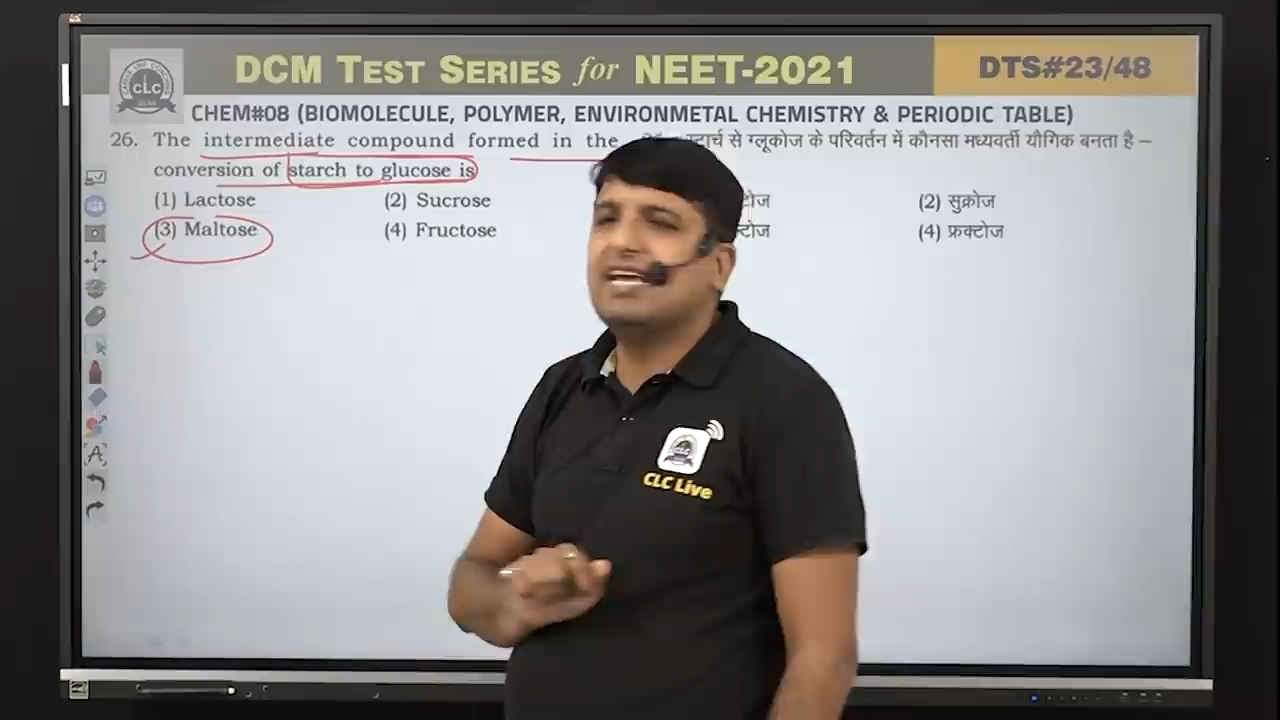 DCM TEST SERIES for NEET-2021
DTS#23/48
CLC
CHEM#08 (BIOMOLECULE, POLYMER, ENVIRONMETAL CHEMISTRY & PERIODIC TABLE)
26. The intermediate compound formed in the
conversion of starch to glucose is
(1) Lactose (2) Sucrose
(3) Maltose (4) Fructose
से ग्लूकोज के परिवर्तन में कौनसा मध्यवर्ती यौगिक बनता है –
(2) सुक्रोज
(4) फ्रक्टोज
CLC
CLC Live